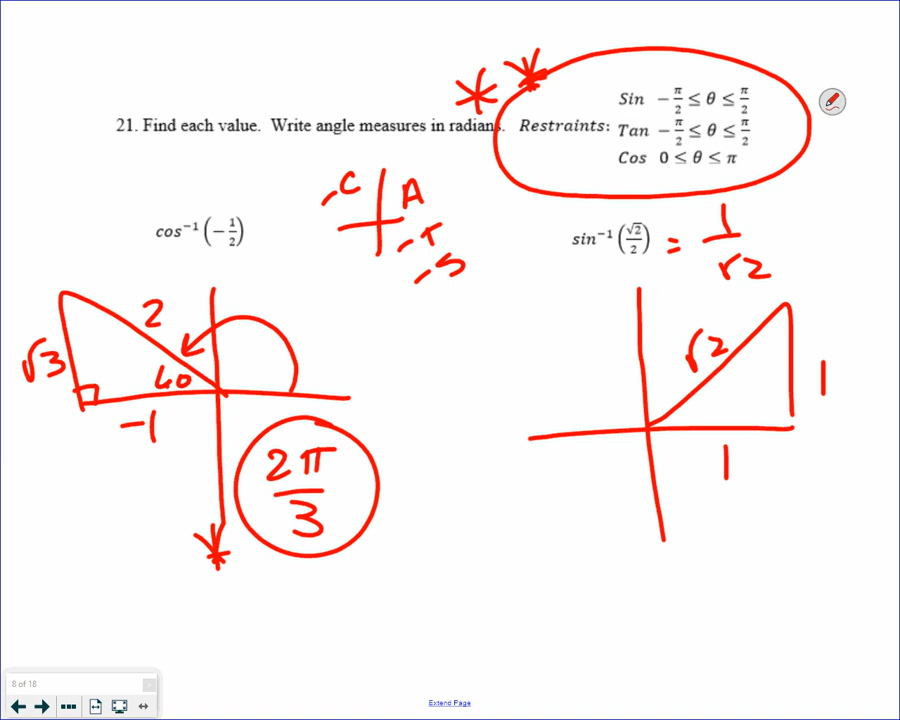 21. Find each value. Write angle measures in radians. Restraints:
Sin −π/2 ≤ θ ≤ π/2
Tan −π/2 ≤ θ ≤ π/2
Cos 0 ≤ θ ≤ π
C A
T
S
cos⁻¹(−1/2)
sin⁻¹(√2/2) = 1/√2
2
√3
60
-1
2π/3
√2
1
1
8 of 18
Extend Page